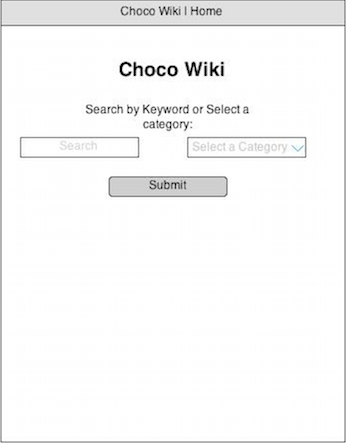 Choco Wiki | Home
Choco Wiki
Search by Keyword or Select a
category:
Search
Select a Category
Submit